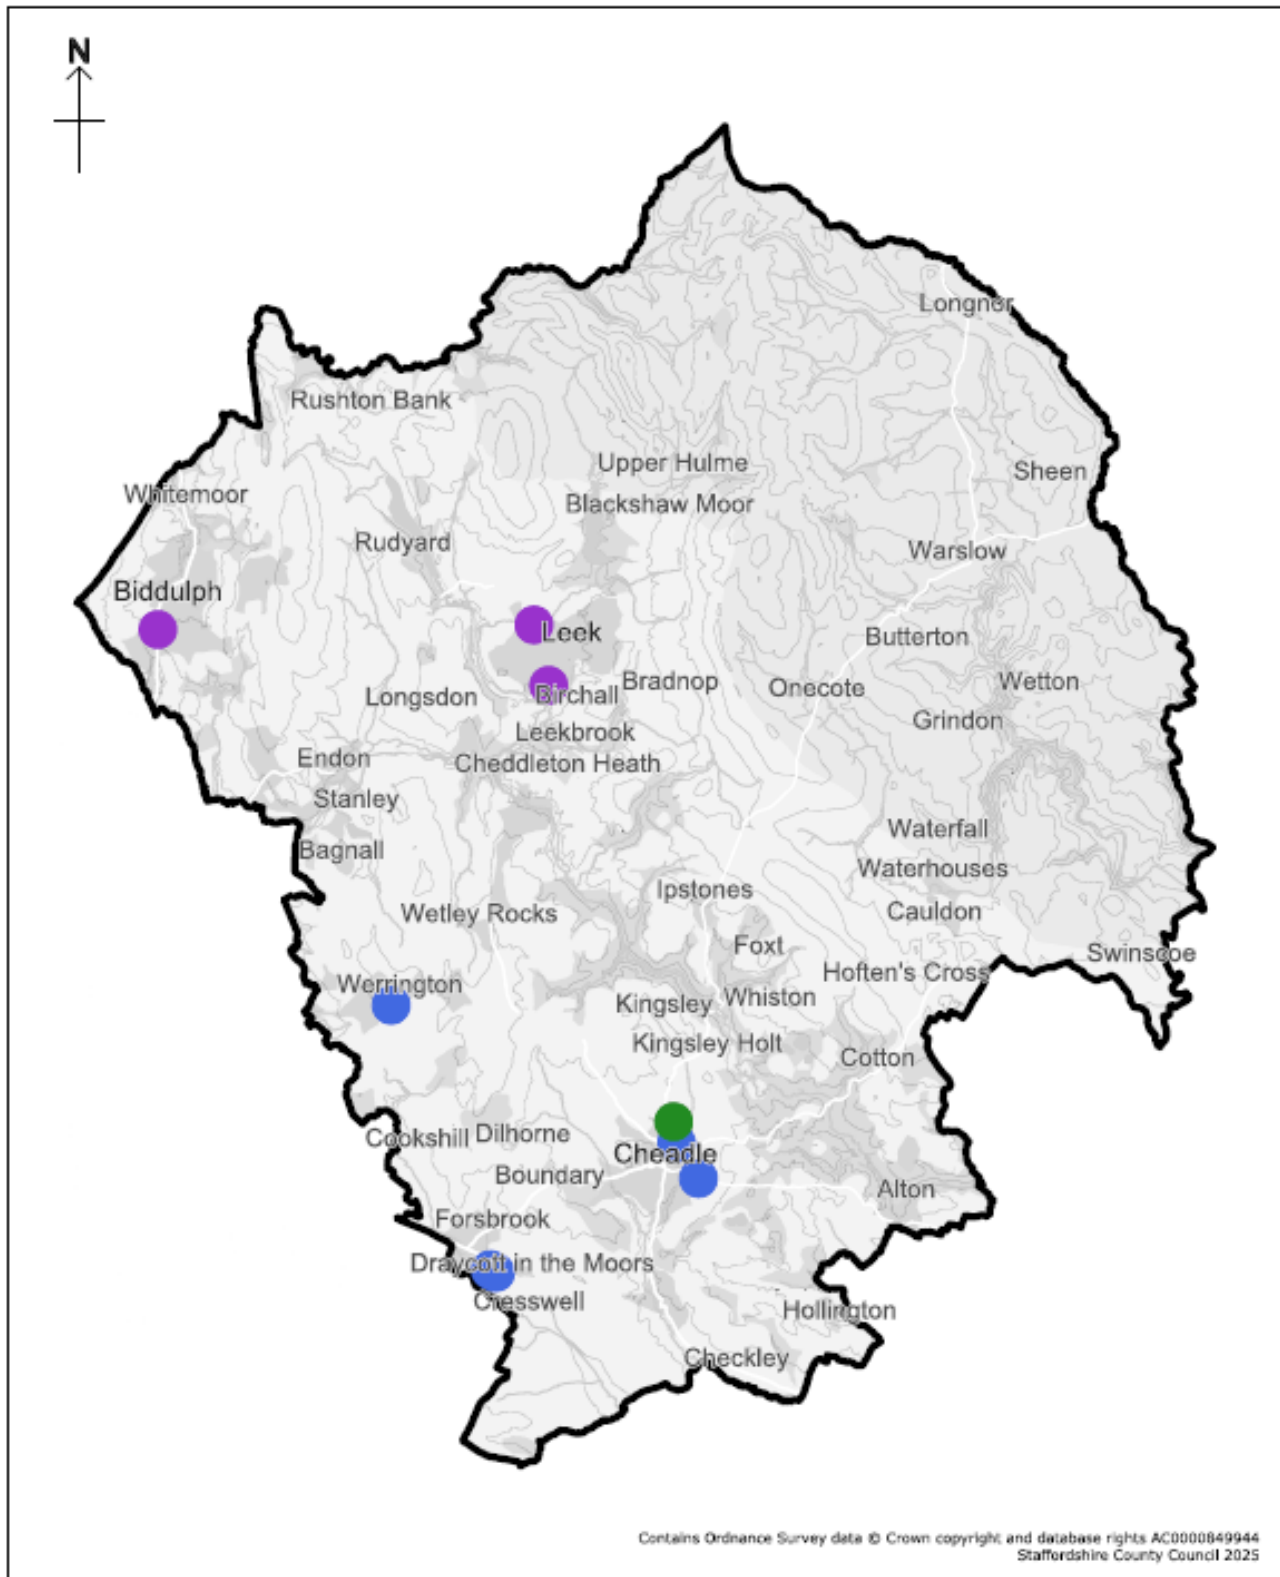 N
Longnor
Rushton Bank
Upper Hulme
Sheen
Whitemoor
Blackshaw Moor
Rudyard
Warslow
Biddulph
Leek
Butterton
Bradnop
Wetton
Onecote
Birchall
Longsdon
Grindon
Leekbrook
Endon
Cheddleton Heath
Stanley
Waterfall
Bagnall
Waterhouses
Ipstones
Cauldon
Wetley Rocks
Foxt
Swinscoe
Hoften's Cross
Werrington
Whiston
Kingsley
Kingsley Holt
Cotton
Dilhorne
Cookshill
Cheadle
Boundary
Alton
Forsbrook
Draycott in the Moors
Cresswell
Hollington
Checkley
Contains Ordnance Survey data © Crown copyright and database rights AC0000849944
Staffordshire County Council 2025